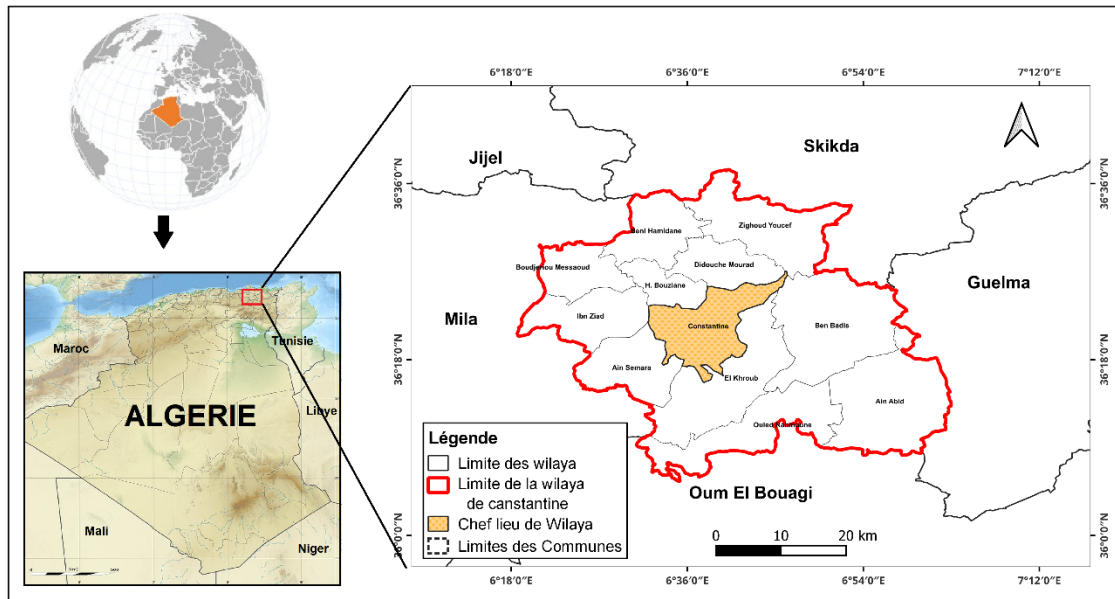 Maroc
Tunisie
ALGERIE
Libye
Mali
Niger
6°18'0"E
6°36'0"E
6°54'0"E
7°12'0"E
36°36'0"N
36°18'0"N
36°0'0"N
36°36'0"N
36°18'0"N
36°0'0"N
Jijel
Skikda
Guelma
Mila
Oum El Bouagi
Beni Hamidane
Zighoud Youcef
Boudjeriou Messaoud
Didouche Mourad
H. Bouziane
Ibn Ziad
Constantine
Ben Badis
Ain Semara
El Khroub
Ain Abid
Ouled Rahmoune
Légende
Limite des wilaya
Limite de la wilaya
de canstantine
Chef lieu de Wilaya
Limites des Communes
0 10 20 km
6°18'0"E
6°36'0"E
6°54'0"E
7°12'0"E